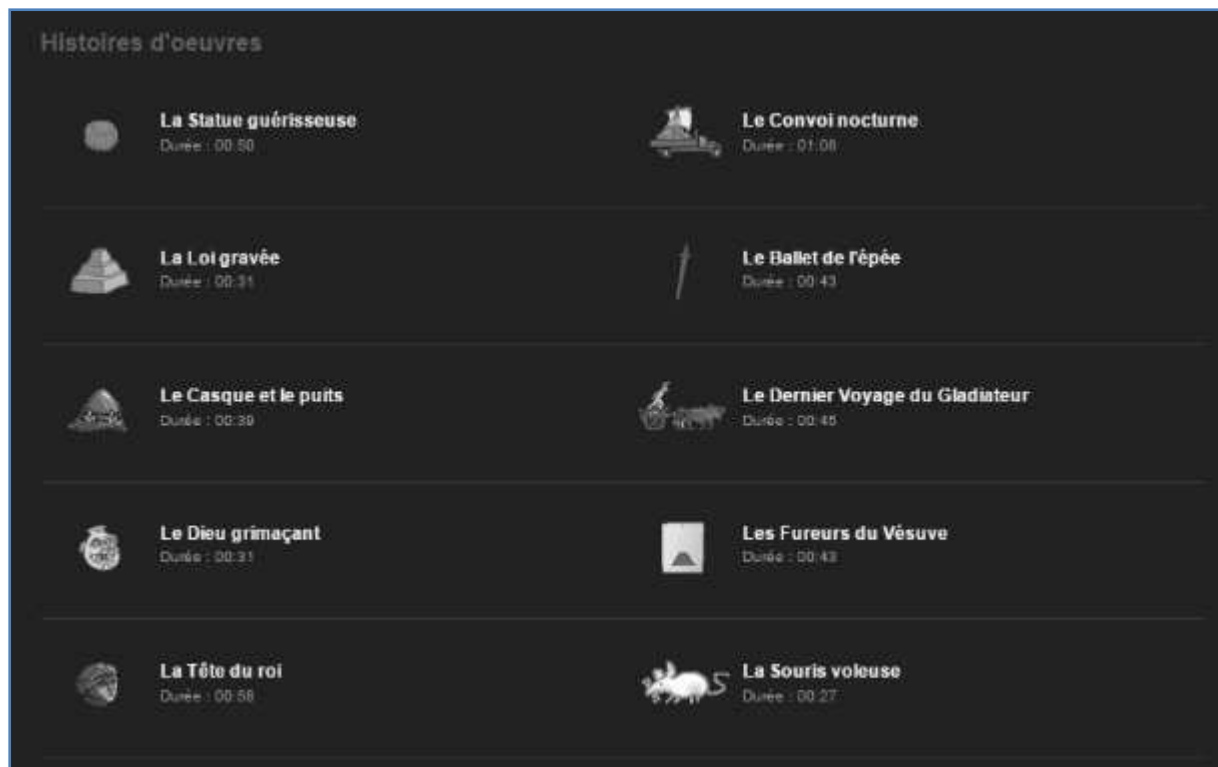 Histoires d'oeuvres
La Statue guérisseuse
Durée : 00:50
Le Convoi nocturne
Durée : 01:08
La Loi gravée
Durée : 00:31
Le Ballet de l'épée
Durée : 00:43
Le Casque et le puits
Durée : 00:39
Le Dernier Voyage du Gladiateur
Durée : 00:45
Le Dieu grimaçant
Durée : 00:31
Les Fureurs du Vésuve
Durée : 00:43
La Tête du roi
Durée : 00:58
La Souris voleuse
Durée : 00:27